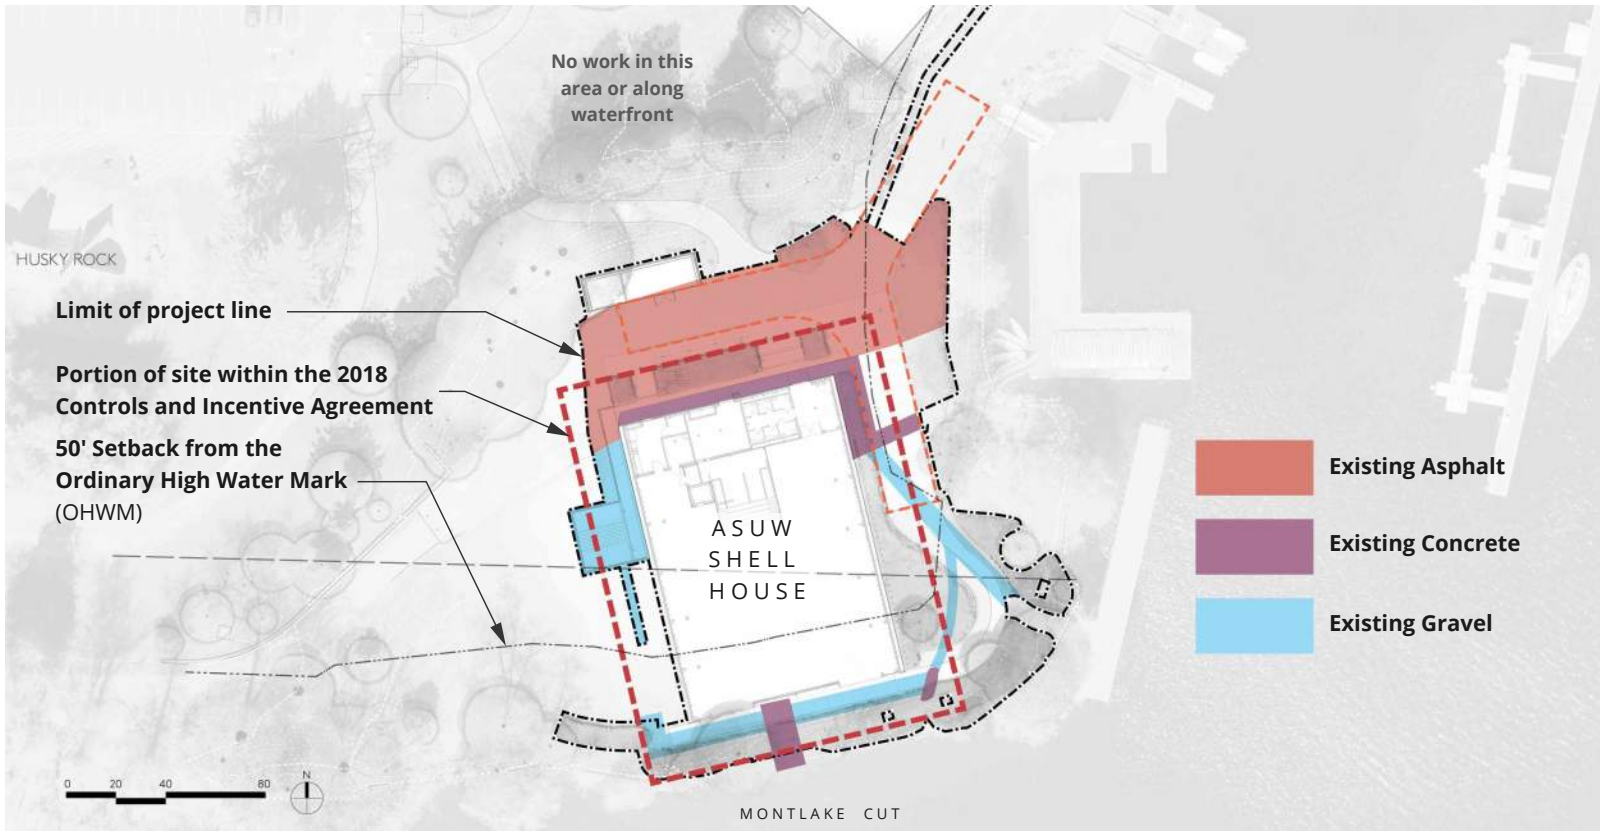 No work in this
area or along
waterfront
HUSKY ROCK
Limit of project line
Portion of site within the 2018
Controls and Incentive Agreement
50' Setback from the
Ordinary High Water Mark
(OHWM)
ASUW
SHELL
HOUSE
Existing Asphalt
Existing Concrete
Existing Gravel
0 20 40 80
N
MONTLAKE CUT